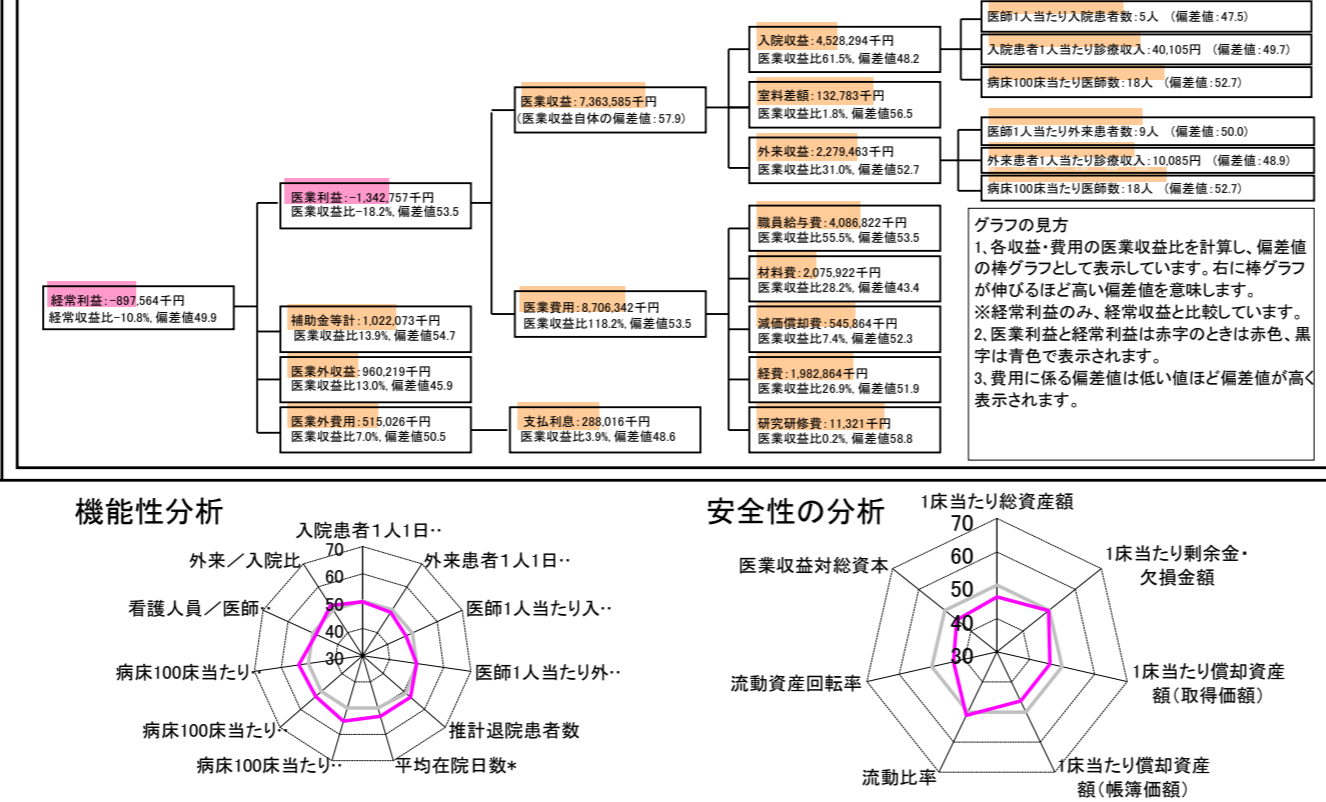 医師1人当たり入院患者数:5人 (偏差値:47.5)
入院収益:4,528,294千円
医業収益比61.5%, 偏差値48.2
入院患者1人当たり診療収入:40,105円 (偏差値:49.7)
病床100床当たり医師数:18人 (偏差値:52.7)
医業収益:7,363,585千円
(医業収益自体の偏差値:57.9)
室料差額:132,783千円
医業収益比1.8%, 偏差値56.5
医師1人当たり外来患者数:9人 (偏差値:50.0)
外来収益:2,279,463千円
医業収益比31.0%, 偏差値52.7
外来患者1人当たり診療収入:10,085円 (偏差値:48.9)
病床100床当たり医師数:18人 (偏差値:52.7)
医業利益:-1,342,757千円
医業収益比-18.2%, 偏差値53.5
職員給与費:4,086,822千円
医業収益比55.5%, 偏差値53.5
材料費:2,075,922千円
医業収益比28.2%, 偏差値43.4
経常利益:-897,564千円
経常収益比-10.8%, 偏差値49.9
医業費用:8,706,342千円
医業収益比118.2%, 偏差値53.5
補助金等計:1,022,073千円
医業収益比13.9%, 偏差値54.7
減価償却費:545,864千円
医業収益比7.4%, 偏差値52.3
医業外収益:960,219千円
医業収益比13.0%, 偏差値45.9
経費:1,982,864千円
医業収益比26.9%, 偏差値51.9
医業外費用:515,026千円
医業収益比7.0%, 偏差値50.5
支払利息:288,016千円
医業収益比3.9%, 偏差値48.6
研究研修費:11,321千円
医業収益比0.2%, 偏差値58.8
グラフの見方
1、各収益・費用の医業収益比を計算し、偏差値
の棒グラフとして表示しています。右に棒グラフ
が伸びるほど高い偏差値を意味します。
※経常利益のみ、経常収益と比較しています。
2、医業利益と経常利益は赤字のときは赤色、黒
字は青色で表示されます。
3、費用に係る偏差値は低い値ほど偏差値が高く
表示されます。
機能性分析
入院患者1人1日‥
外来患者1人1日‥
医師1人当たり入‥
医師1人当たり外‥
推計退院患者数
平均在院日数*
病床100床当たり‥
病床100床当たり‥
病床100床当たり‥
看護人員/医師‥
外来/入院比
70
60
50
40
30
安全性の分析
1床当たり総資産額
1床当たり剰余金・
欠損金額
1床当たり償却資産
額(取得価額)
1床当たり償却資産
額(帳簿価額)
流動比率
流動資産回転率
医業収益対総資本
70
60
50
40
30